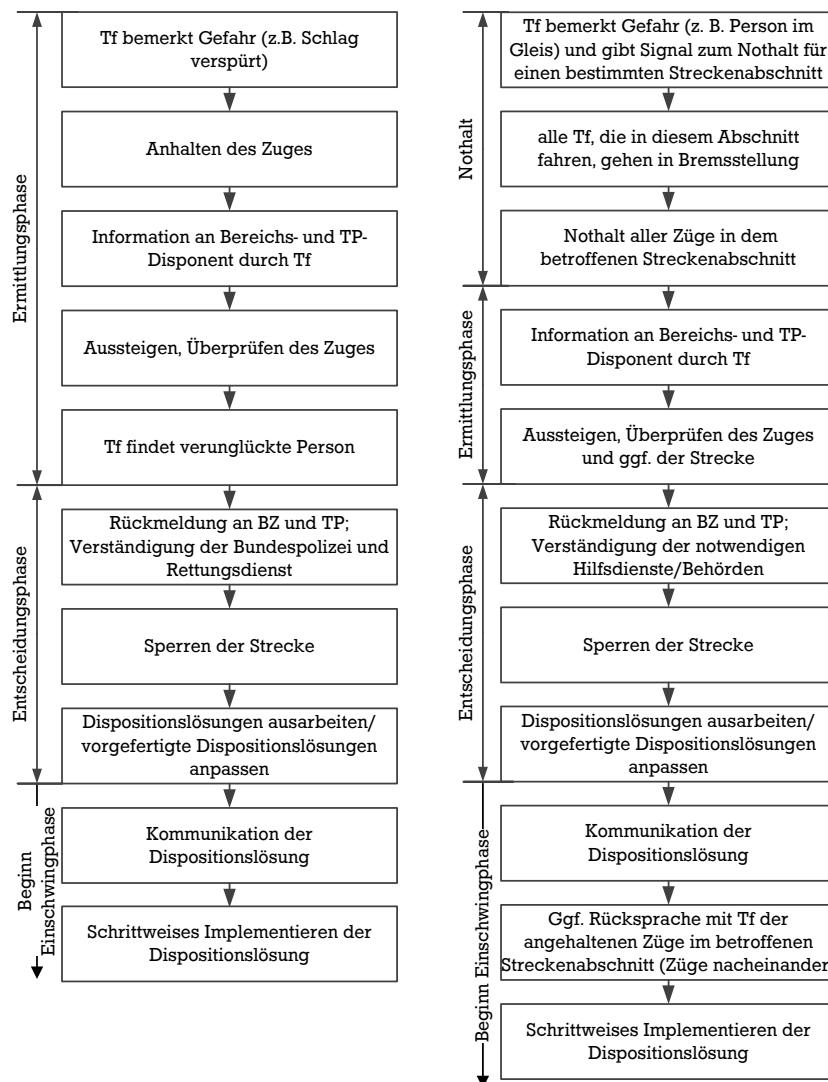 Ermittlungsphase
Tf bemerkt Gefahr (z.B. Schlag
verspürt)
Anhalten des Zuges
Information an Bereichs- und TP-
Disponent durch Tf
Aussteigen, Überprüfen des Zuges
Tf findet verunglückte Person
Entscheidungsphase
Rückmeldung an BZ und TP;
Verständigung der Bundespolizei und
Rettungsdienst
Sperren der Strecke
Dispositionslösungen ausarbeiten/
vorgefertigte Dispositionslösungen
anpassen
Beginn
Einschwingphase
Kommunikation der
Dispositionslösung
Schrittweises Implementieren der
Dispositionslösung
Nothalt
Tf bemerkt Gefahr (z. B. Person im
Gleis) und gibt Signal zum Nothalt für
einen bestimmten Streckenabschnitt
alle Tf, die in diesem Abschnitt
fahren, gehen in Bremsstellung
Nothalt aller Züge in dem
betroffenen Streckenabschnitt
Ermittlungsphase
Information an Bereichs- und TP-
Disponent durch Tf
Aussteigen, Überprüfen des Zuges
und ggf. der Strecke
Entscheidungsphase
Rückmeldung an BZ und TP;
Verständigung der notwendigen
Hilfsdienste/Behörden
Sperren der Strecke
Dispositionslösungen ausarbeiten/
vorgefertigte Dispositionslösungen
anpassen
Beginn Einschwingphase
Kommunikation der
Dispositionslösung
Ggf. Rücksprache mit Tf der
angehaltenen Züge im betroffenen
Streckenabschnitt (Züge nacheinander
Schrittweises Implementieren der
Dispositionslösung